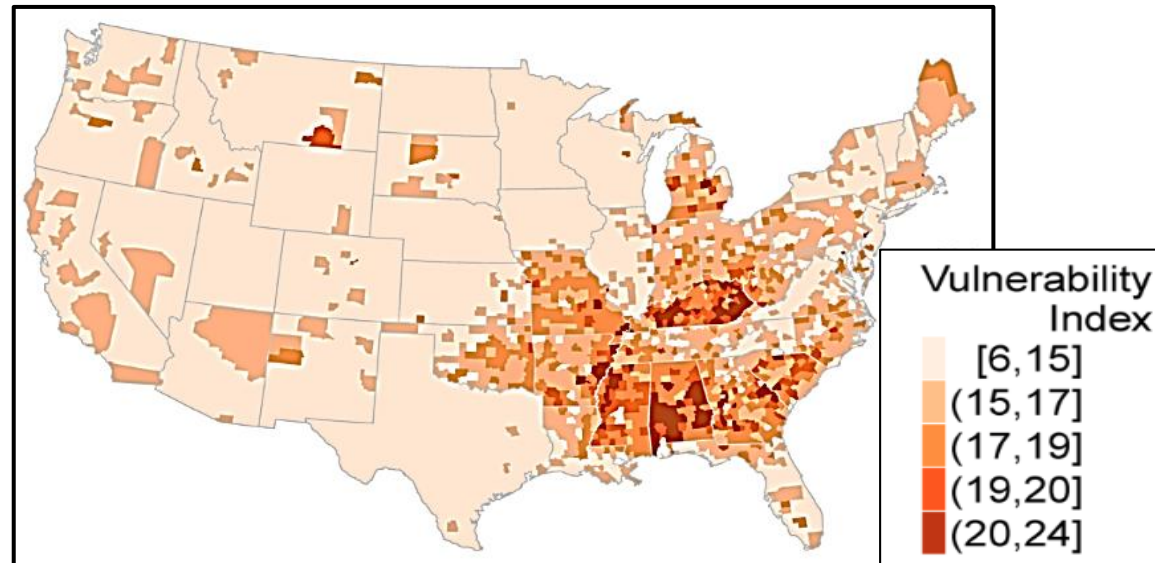 Vulnerability
Index
[6,15]
(15,17]
(17,19]
(19,20]
(20,24]